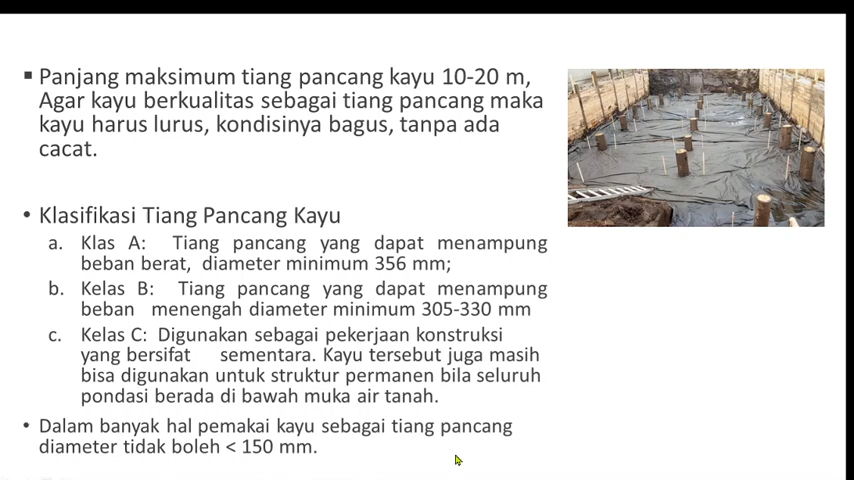 ▪ Panjang maksimum tiang pancang kayu 10-20 m,
Agar kayu berkualitas sebagai tiang pancang maka
kayu harus lurus, kondisinya bagus, tanpa ada
cacat.
• Klasifikasi Tiang Pancang Kayu
a. Klas A: Tiang pancang yang dapat menampung
beban berat, diameter minimum 356 mm;
b. Kelas B: Tiang pancang yang dapat menampung
beban menengah diameter minimum 305-330 mm
c. Kelas C: Digunakan sebagai pekerjaan konstruksi
yang bersifat sementara. Kayu tersebut juga masih
bisa digunakan untuk struktur permanen bila seluruh
pondasi berada di bawah muka air tanah.
• Dalam banyak hal pemakai kayu sebagai tiang pancang
diameter tidak boleh < 150 mm.